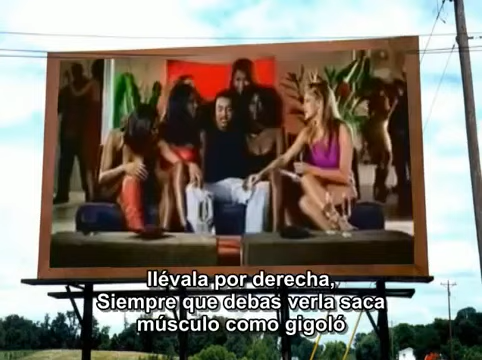 llévala por derecha,
Siempre que debas verla saca
músculo como gigoló